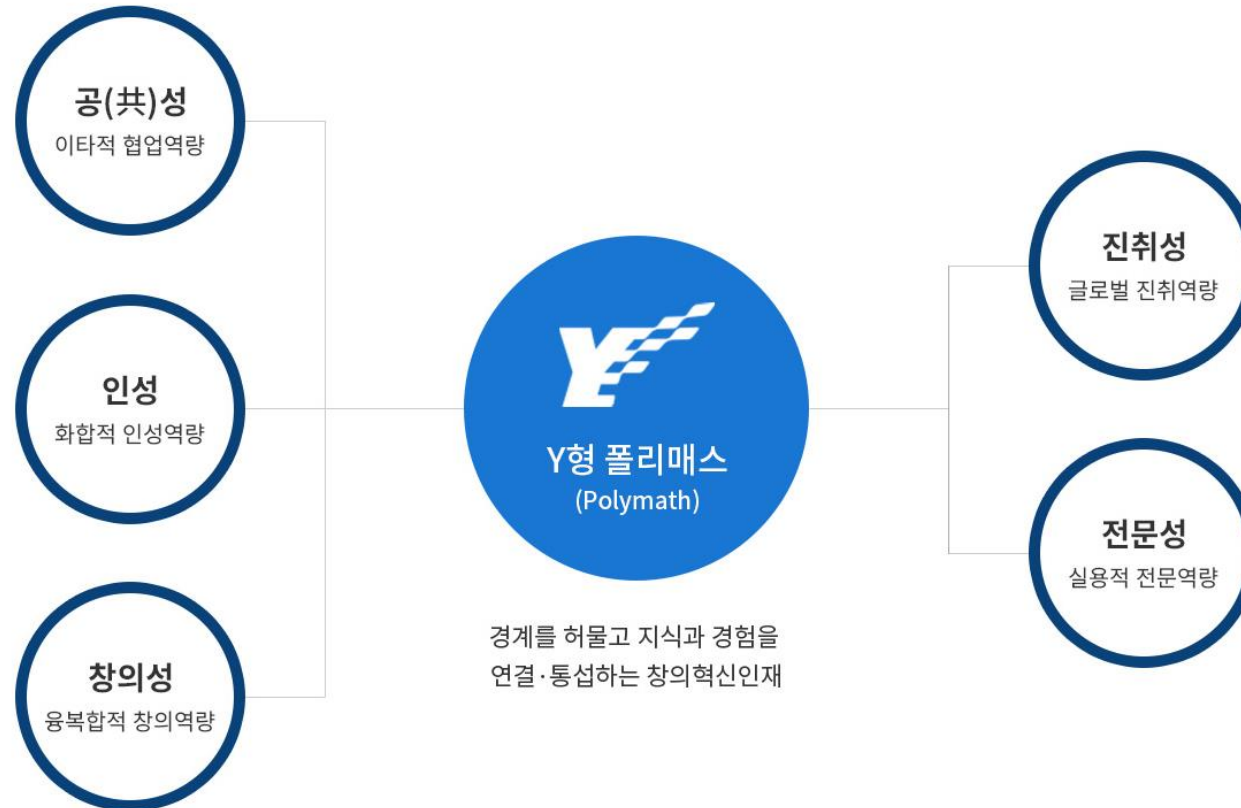 공(共)성
이타적 협업역량
인성
화합적 인성역량
창의성
융복합적 창의역량
YE
Y형 폴리매스
(Polymath)
경계를 허물고 지식과 경험을
연결·통섭하는 창의혁신인재
진취성
글로벌 진취역량
전문성
실용적 전문역량